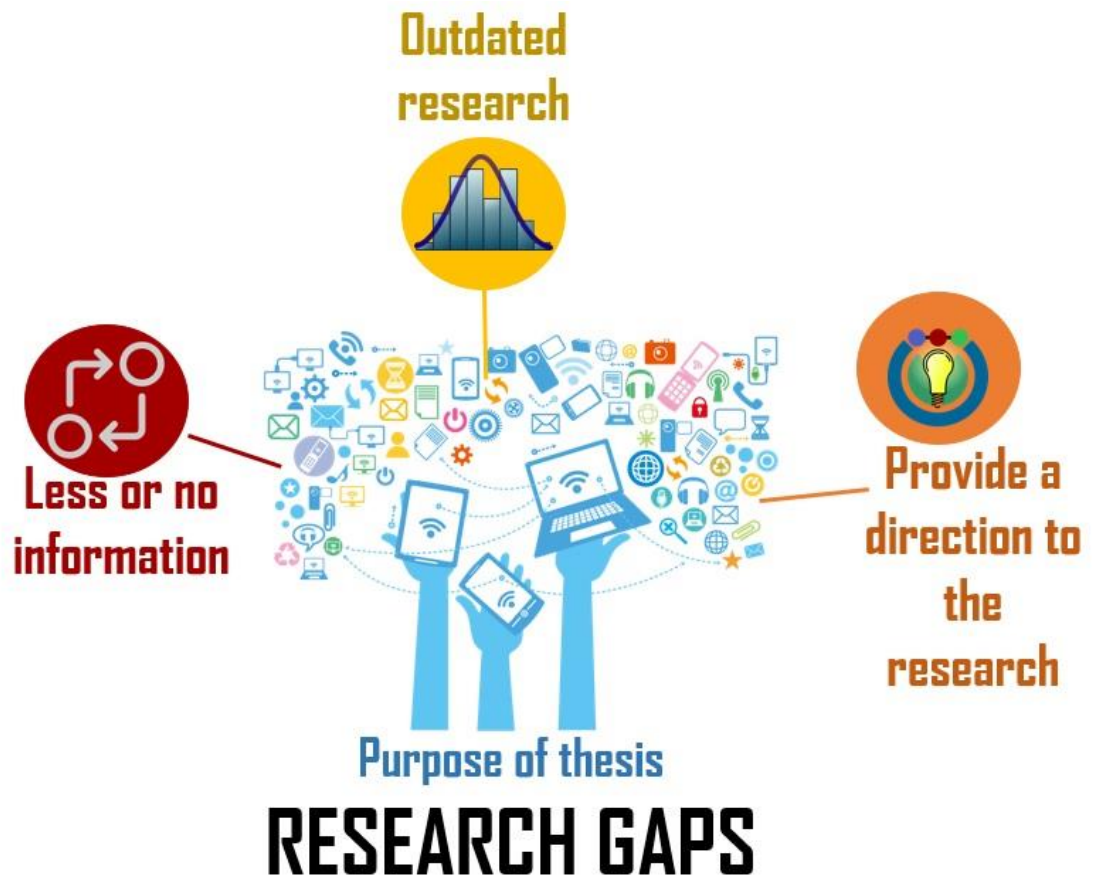 Outdated
research
Less or no
information
Provide a
direction to
the
research
Purpose of thesis
RESEARCH GAPS